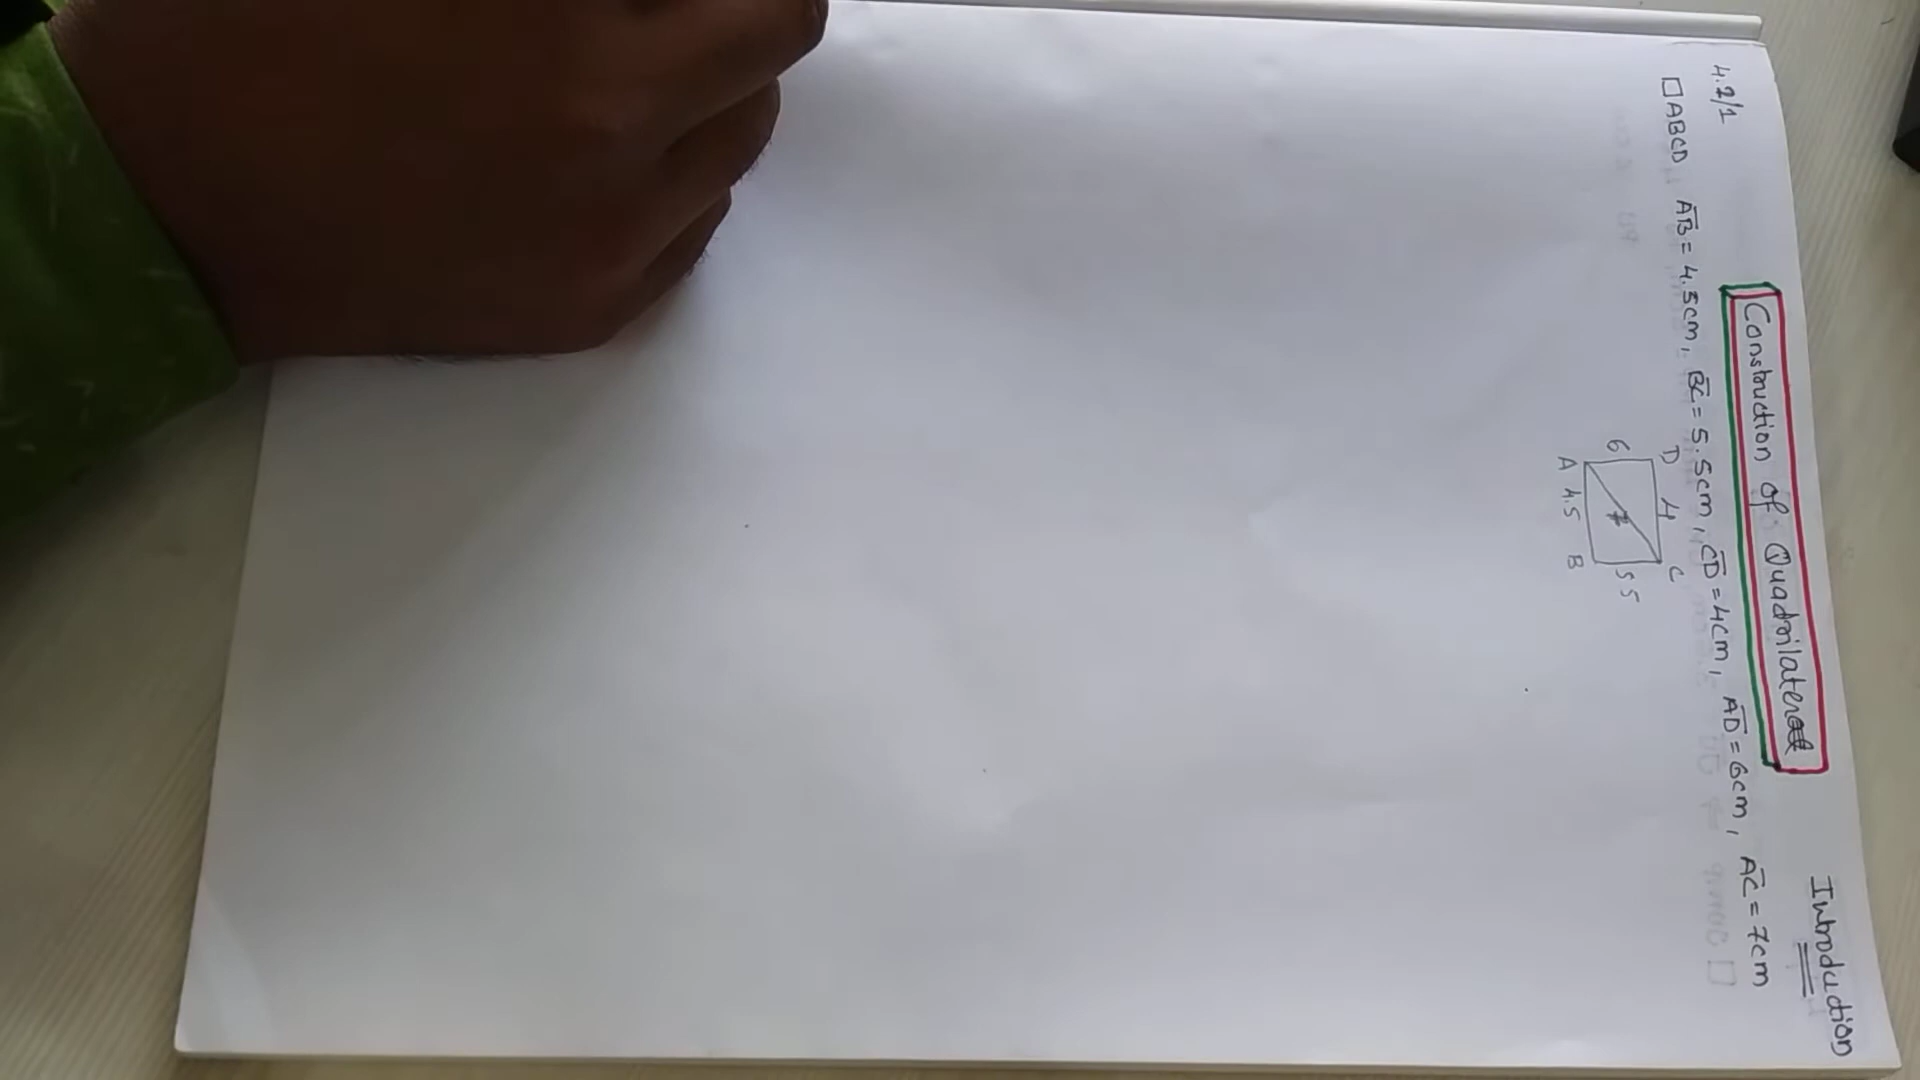 Introduction
Construction of Quadrilateral
4.2/1
□ABCD, AB = 4.5cm, BC = 5.5cm, CD = 4cm, AD = 6cm, AC = 7cm
D 4 C
6 7 5.5
A 4.5 B